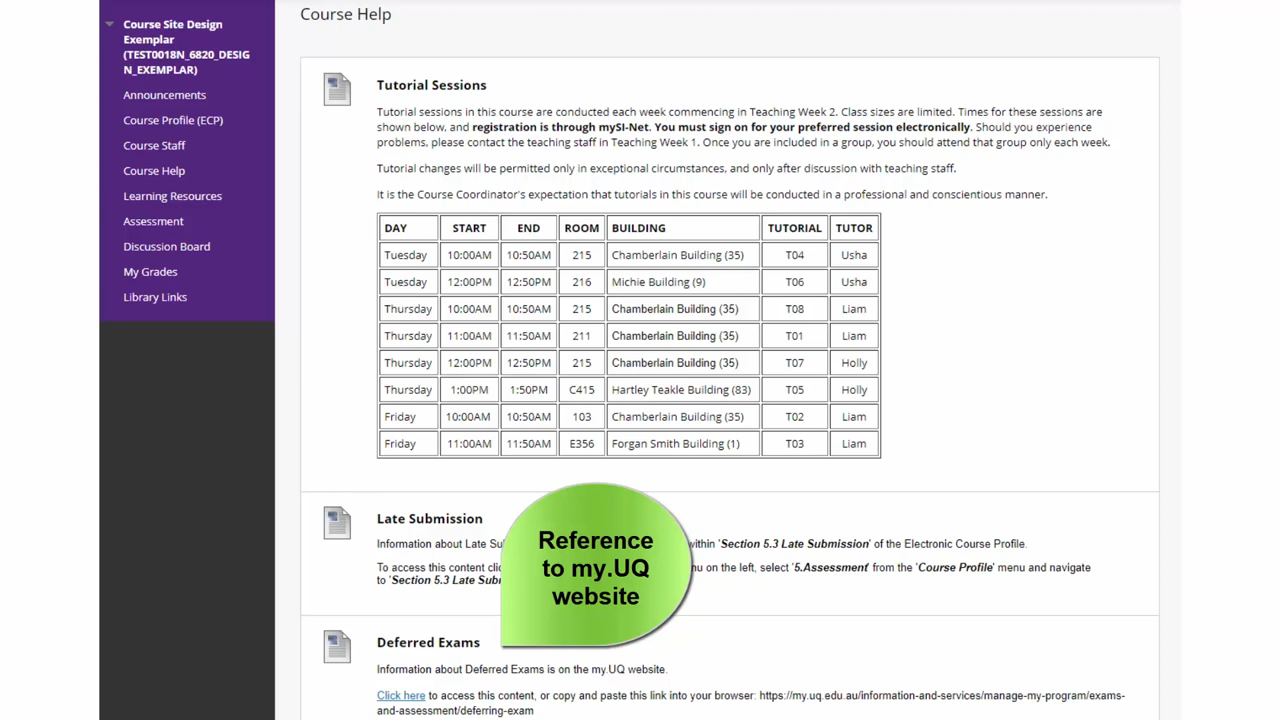 Course Help
Course Site Design
Exemplar
(TEST0018N_6820_DESIG
N_EXEMPLAR)
Announcements
Course Profile (ECP)
Course Staff
Course Help
Learning Resources
Assessment
Discussion Board
My Grades
Library Links
Tutorial Sessions
Tutorial sessions in this course are conducted each week commencing in Teaching Week 2. Class sizes are limited. Times for these sessions are
shown below, and registration is through mySI-Net. You must sign on for your preferred session electronically. Should you experience
problems, please contact the teaching staff in Teaching Week 1. Once you are included in a group, you should attend that group only each week.
Tutorial changes will be permitted only in exceptional circumstances, and only after discussion with teaching staff.
It is the Course Coordinator's expectation that tutorials in this course will be conducted in a professional and conscientious manner.
DAY START END ROOM BUILDING TUTORIAL TUTOR
Tuesday 10:00AM 10:50AM 215 Chamberlain Building (35) T04 Usha
Tuesday 12:00PM 12:50PM 216 Michie Building (9) T06 Usha
Thursday 10:00AM 10:50AM 215 Chamberlain Building (35) T08 Liam
Thursday 11:00AM 11:50AM 211 Chamberlain Building (35) T01 Liam
Thursday 12:00PM 12:50PM 215 Chamberlain Building (35) T07 Holly
Thursday 1:00PM 1:50PM C415 Hartley Teakle Building (83) T05 Holly
Friday 10:00AM 10:50AM 103 Chamberlain Building (35) T02 Liam
Friday 11:00AM 11:50AM E356 Forgan Smith Building (1) T03 Liam
Late Submission
Information about Late 'Section 5.3 Late Submission' of the Electronic Course Profile.
To access this content on the left, select '5.Assessment' from the 'Course Profile' menu and navigate
to 'Section 5.3 Late
Reference
to my.UQ
website
Deferred Exams
Information about Deferred Exams is on the my.UQ website.
Click here to access this content, or copy and paste this link into your browser: https://my.uq.edu.au/information-and-services/manage-my-program/exams-
and-assessment/deferring-exam